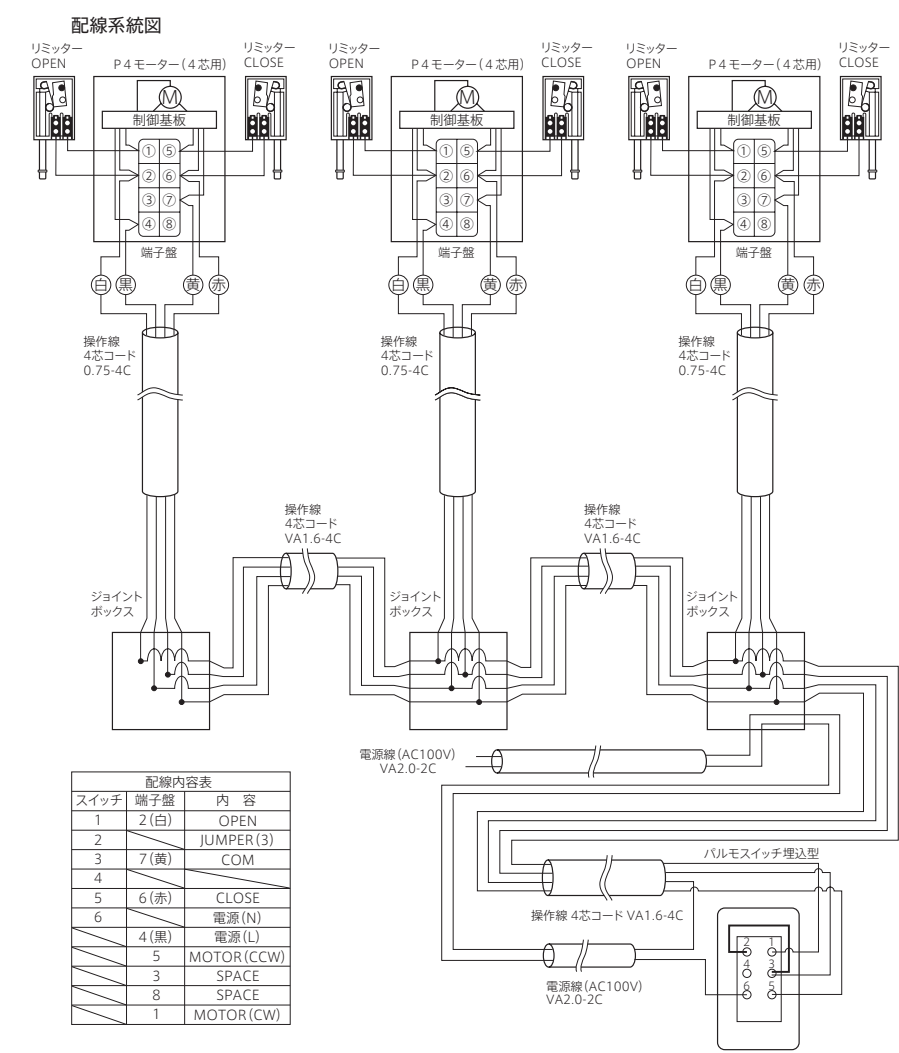 配線系統図
リミッター
OPEN
P4モーター(4芯用)
リミッター
CLOSE
リミッター
OPEN
P4モーター(4芯用)
リミッター
CLOSE
リミッター
OPEN
P4モーター(4芯用)
リミッター
CLOSE
M
制御基板
M
制御基板
M
制御基板
① ⑤
② ⑥
③ ⑦
④ ⑧
① ⑤
② ⑥
③ ⑦
④ ⑧
① ⑤
② ⑥
③ ⑦
④ ⑧
端子盤
端子盤
端子盤
白 黒 黄 赤
白 黒 黄 赤
白 黒 黄 赤
操作線
4芯コード
0.75-4C
操作線
4芯コード
0.75-4C
操作線
4芯コード
0.75-4C
操作線
4芯コード
VA1.6-4C
操作線
4芯コード
VA1.6-4C
ジョイント
ボックス
ジョイント
ボックス
ジョイント
ボックス
電源線(AC100V)
VA2.0-2C
配線内容表
スイッチ 端子盤 内 容
1 2(白) OPEN
2 JUMPER(3)
3 7(黄) COM
4
5 6(赤) CLOSE
6 電源(N)
4(黒) 電源(L)
5 MOTOR(CCW)
3 SPACE
8 SPACE
1 MOTOR(CW)
パルモスイッチ埋込型
操作線 4芯コード VA1.6-4C
電源線(AC100V)
VA2.0-2C
2 1
4 3
6 5